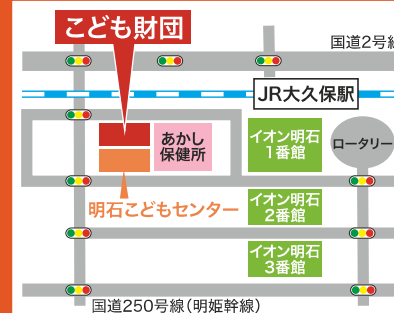 こども財団
国道2号線
JR大久保駅
あかし
保健所
イオン明石
1番館
ロータリー
明石こどもセンター
イオン明石
2番館
イオン明石
3番館
国道250号線(明姫幹線)